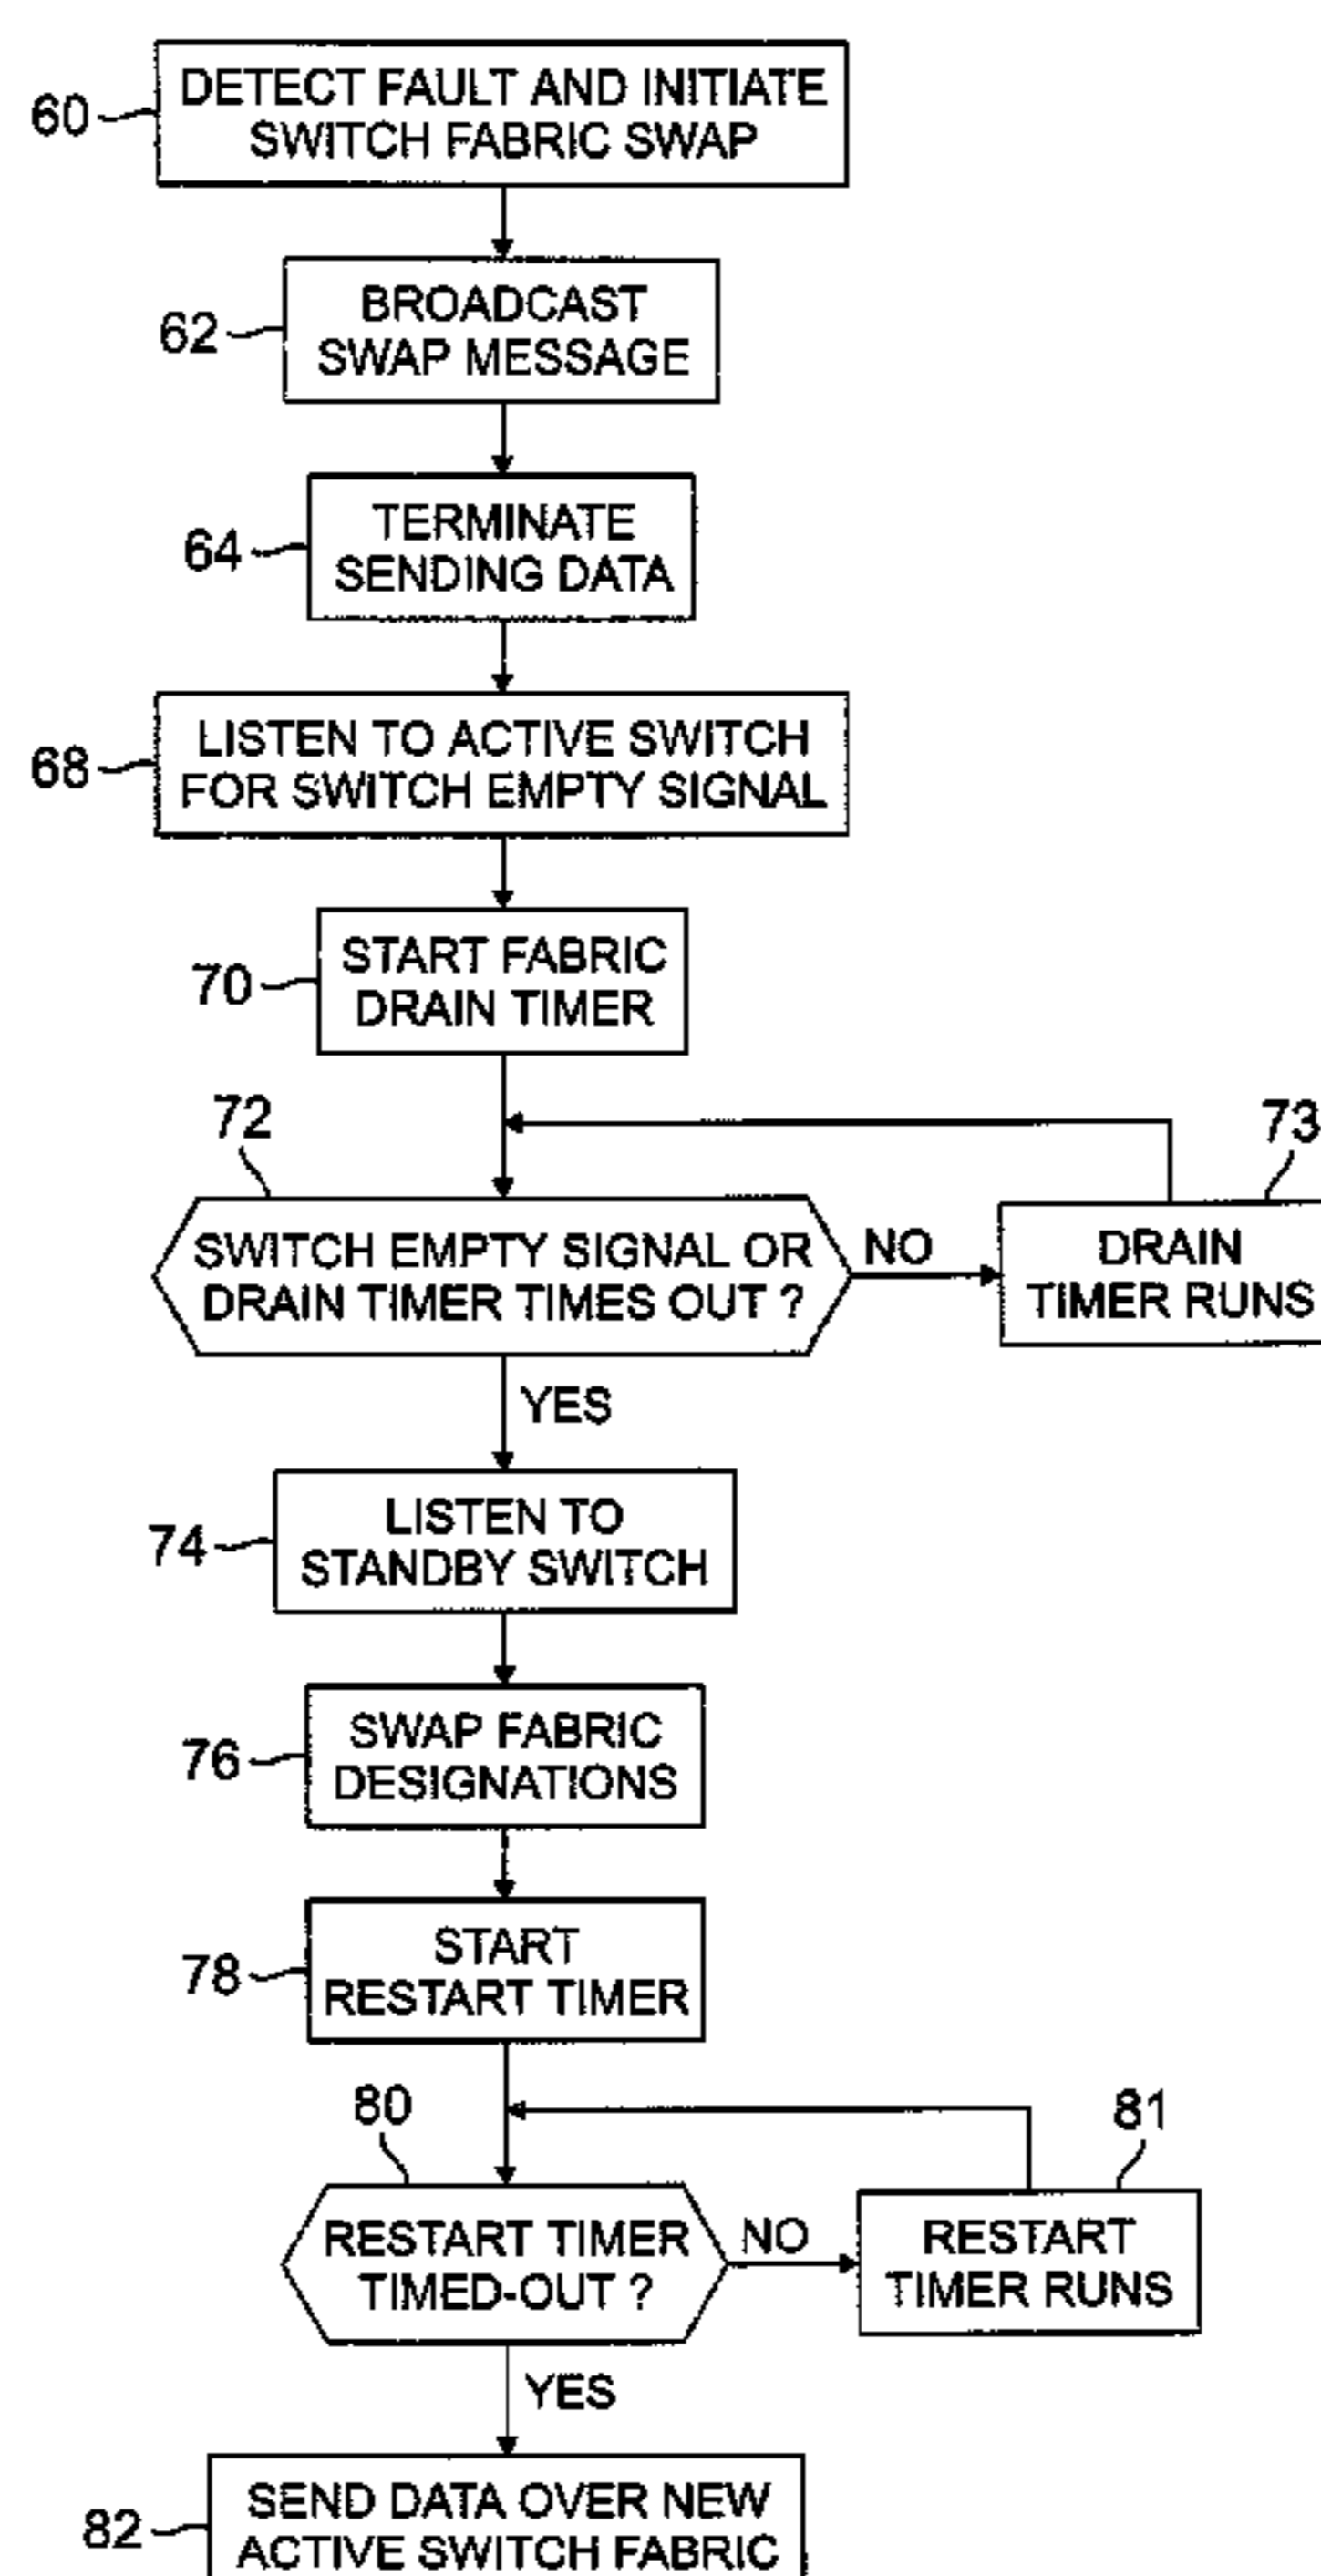 60
DETECT FAULT AND INITIATE
SWITCH FABRIC SWAP
62
BROADCAST
SWAP MESSAGE
64
TERMINATE
SENDING DATA
68
LISTEN TO ACTIVE SWITCH
FOR SWITCH EMPTY SIGNAL
70
START FABRIC
DRAIN TIMER
72
SWITCH EMPTY SIGNAL OR
DRAIN TIMER TIMES OUT ?
NO
73
DRAIN
TIMER RUNS
YES
74
LISTEN TO
STANDBY SWITCH
76
SWAP FABRIC
DESIGNATIONS
78
START
RESTART TIMER
80
RESTART TIMER
TIMED-OUT ?
NO
81
RESTART
TIMER RUNS
YES
82
SEND DATA OVER NEW
ACTIVE SWITCH FABRIC